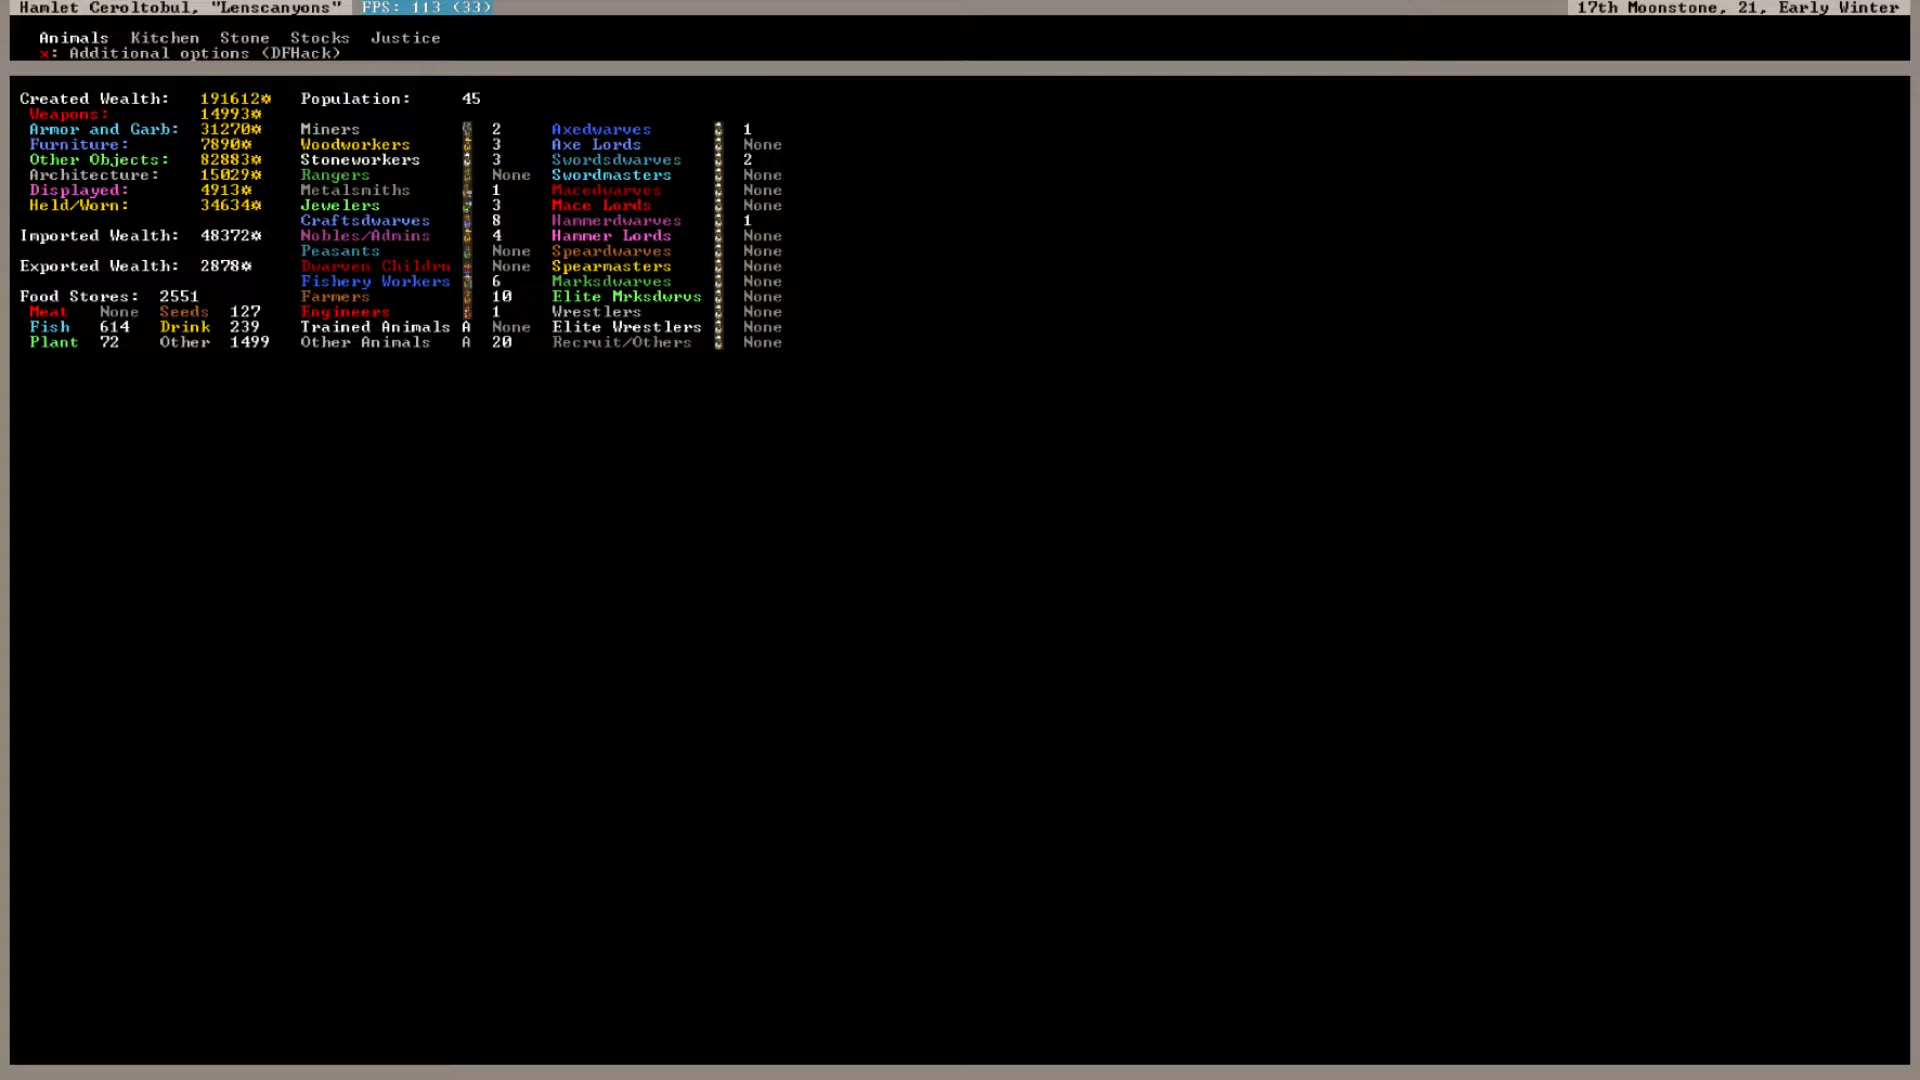 Hamlet Ceroltobul, "Lenscanyons" FPS: 113 (33) 17th Moonstone, 21, Early Winter
Animals Kitchen Stone Stocks Justice
x: Additional options (DFHack)
Created Wealth: 191612☼ Population: 45
Weapons: 14993☼
Armor and Garb: 31270☼ Miners 2 Axedwarves 1
Furniture: 7890☼ Woodworkers 3 Axe Lords None
Other Objects: 82883☼ Stoneworkers 3 Swordsdwarves 2
Architecture: 15029☼ Rangers None Swordmasters None
Displayed: 4913☼ Metalsmiths 1 Macedwarves None
Held/Worn: 34634☼ Jewelers 3 Mace Lords None
Craftsdwarves 8 Hammerdwarves 1
Imported Wealth: 48372☼ Nobles/Admins 4 Hammer Lords None
Peasants None Speardwarves None
Exported Wealth: 2878☼ Dwarven Childrn None Spearmasters None
Fishery Workers 6 Marksdwarves None
Food Stores: 2551 Farmers 10 Elite Mrksdwrvs None
Meat None Seeds 127 Engineers 1 Wrestlers None
Fish 614 Drink 239 Trained Animals A None Elite Wrestlers None
Plant 72 Other 1499 Other Animals A 20 Recruit/Others None